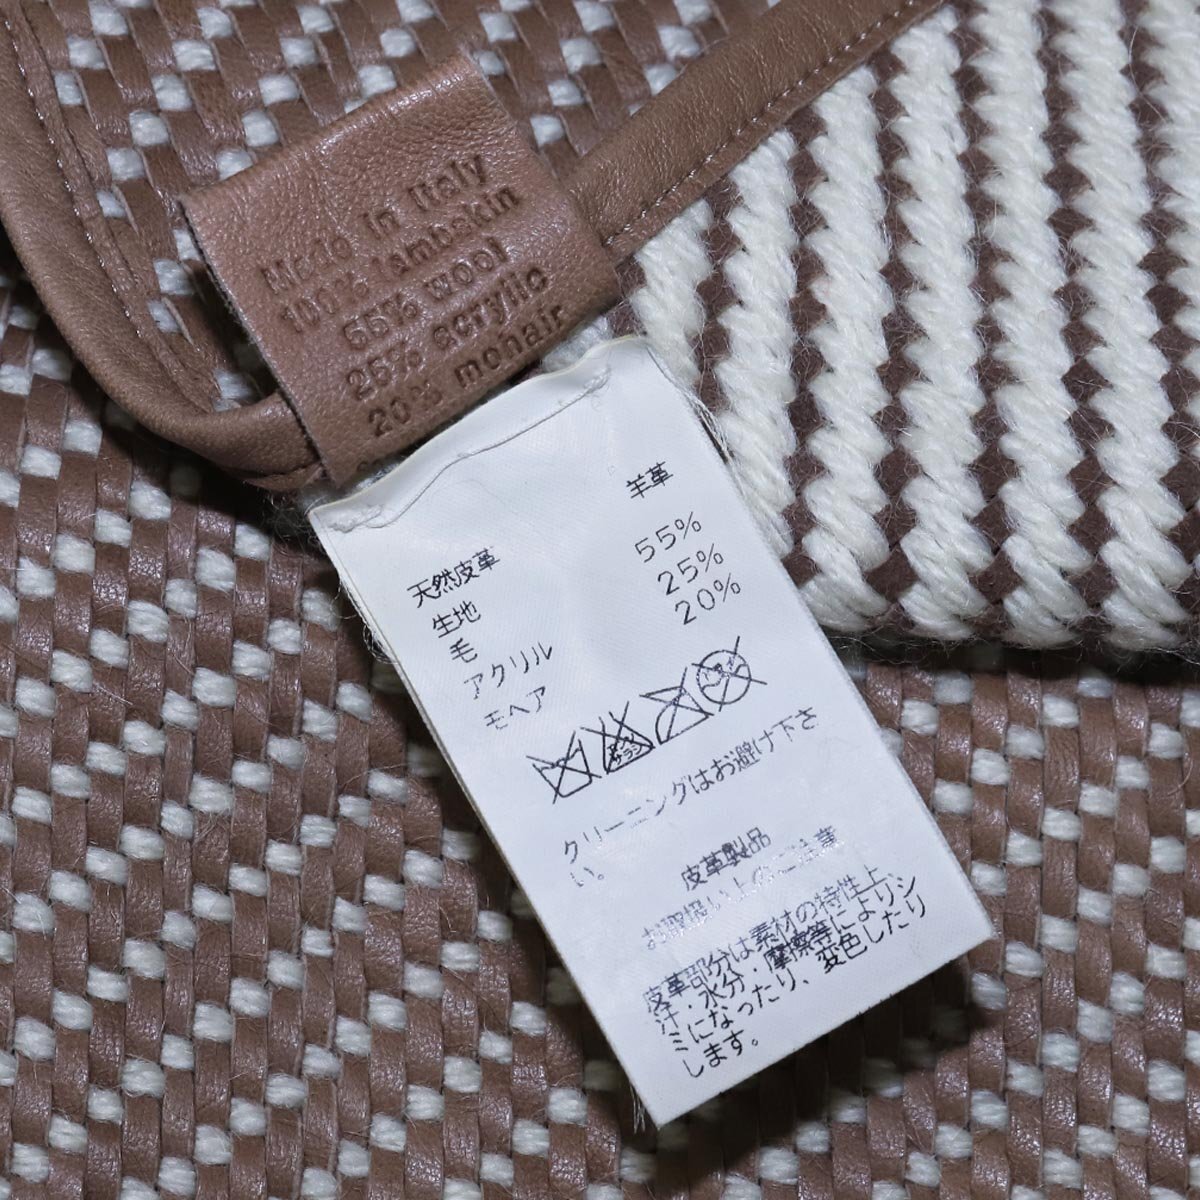 Made in Italy
100% lambskin
55% wool
25% acrylic
20% mohair
天然皮革 羊革
生地
毛 55%
アクリル 25%
モヘア 20%
クリーニングはお避け下さ
い。
皮革製品
お取扱い上のご注意
皮革部分は素材の特性上、
汗・水分・摩擦等によりシ
ミになったり、変色したり
します。